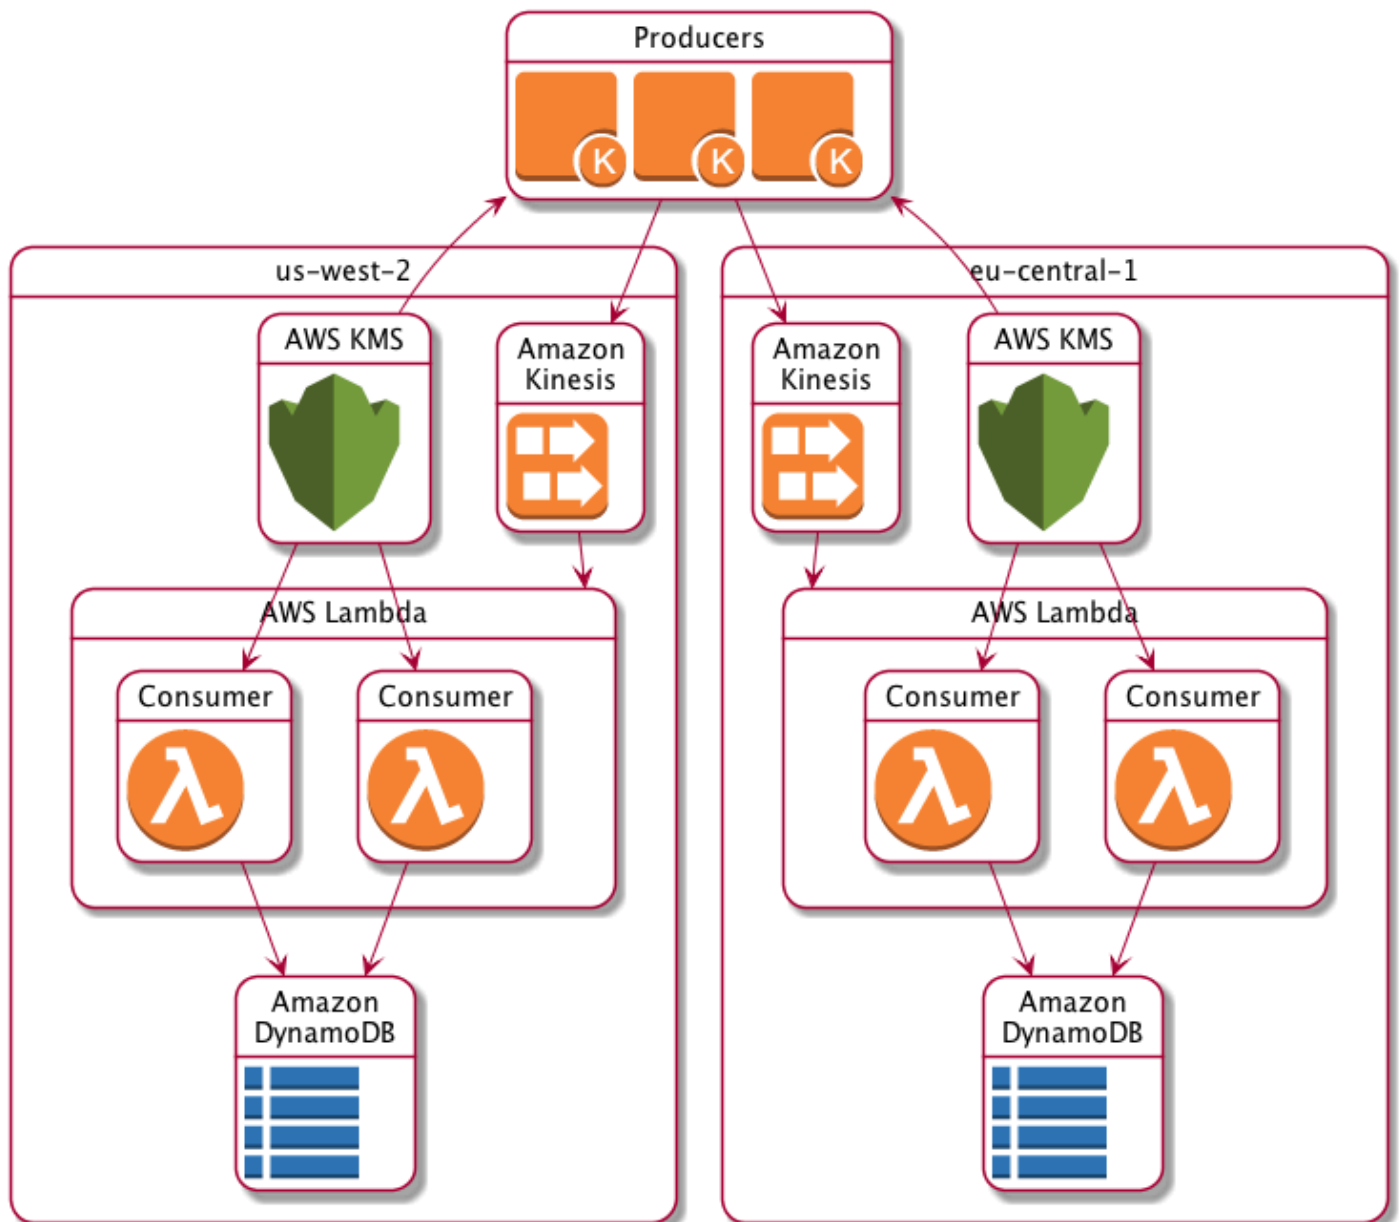 Producers
K K K
us-west-2
eu-central-1
AWS KMS
Amazon
Kinesis
Amazon
Kinesis
AWS KMS
AWS Lambda
AWS Lambda
Consumer
Consumer
Consumer
Consumer
Amazon
DynamoDB
Amazon
DynamoDB